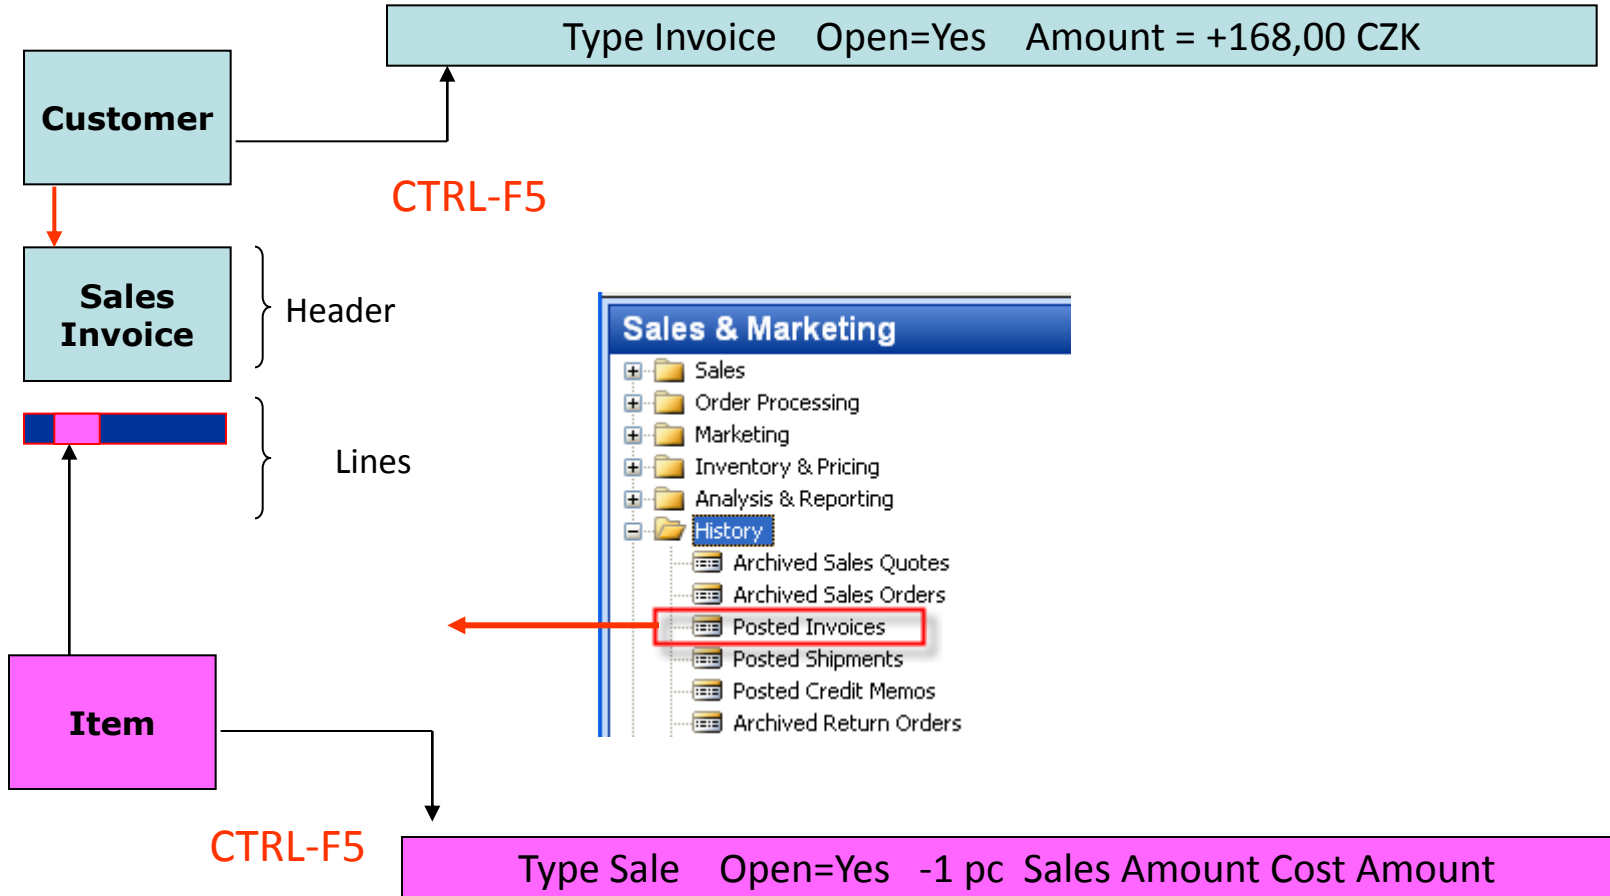 Type Invoice Open=Yes Amount = +168,00 CZK
Customer
CTRL-F5
Sales
Invoice
Header
Lines
Sales & Marketing
Sales
Order Processing
Marketing
Inventory & Pricing
Analysis & Reporting
History
Archived Sales Quotes
Archived Sales Orders
Posted Invoices
Posted Shipments
Posted Credit Memos
Archived Return Orders
Item
CTRL-F5
Type Sale Open=Yes -1 pc Sales Amount Cost Amount